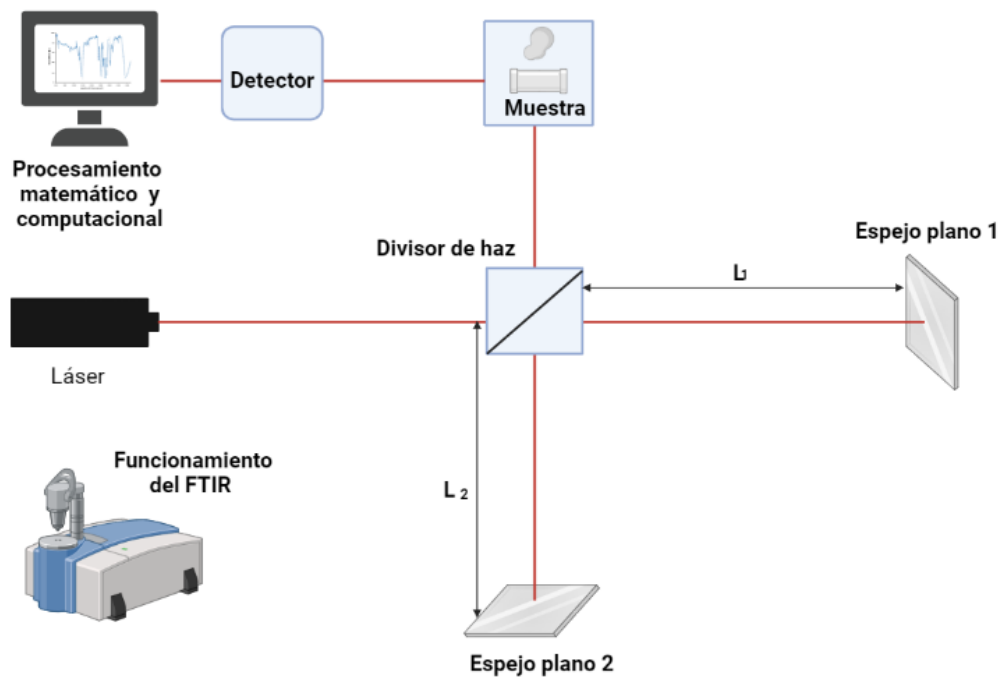 Detector
Muestra
Procesamiento
matemático y
computacional
Divisor de haz
Espejo plano 1
L1
Láser
Funcionamiento
del FTIR
L 2
Espejo plano 2